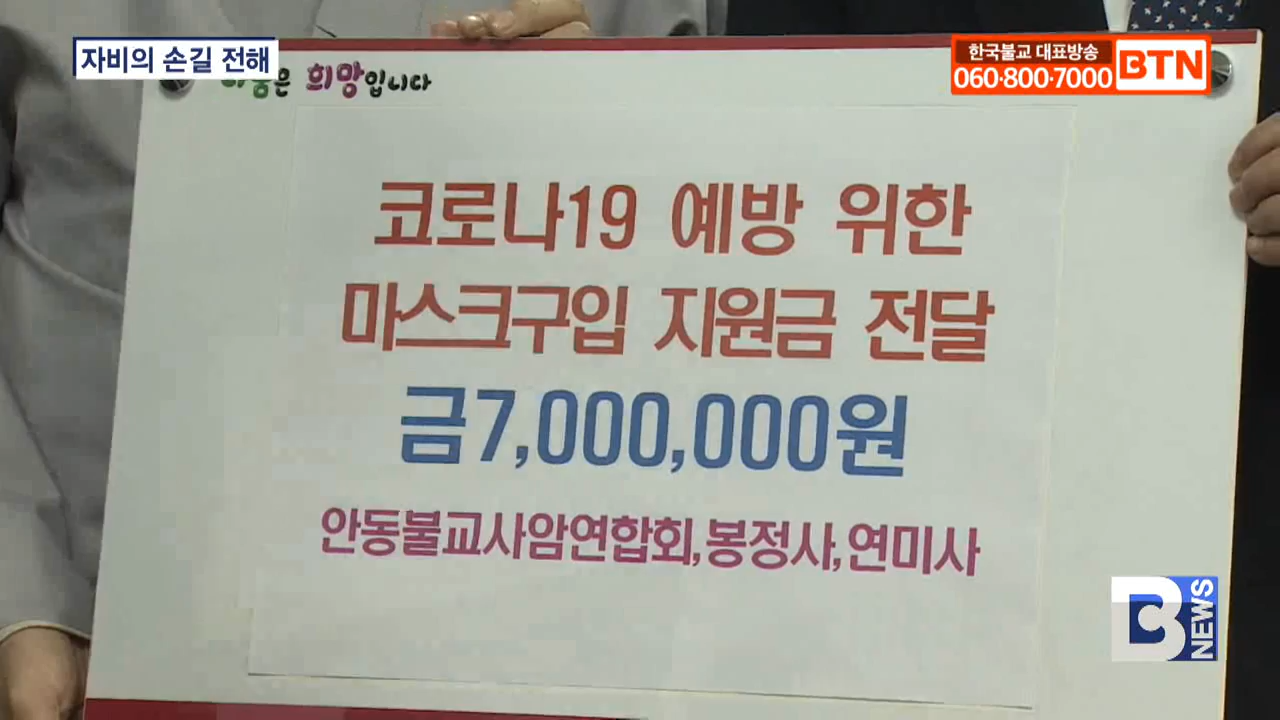 자비의 손길 전해
한국불교 대표방송
060·800·7000
BTN
희망입니다
코로나19 예방 위한
마스크구입 지원금 전달
금7,000,000원
안동불교사암연합회,봉정사,연미사
B NEWS